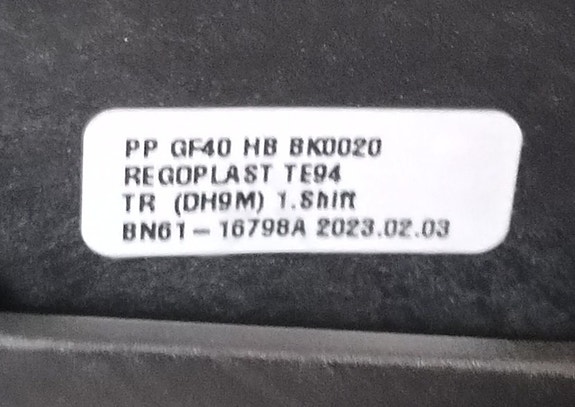 PP GF40 HB BK0020
REGOPLAST TE94
TR (DH9M) 1.Shift
BN61-16798A 2023.02.03